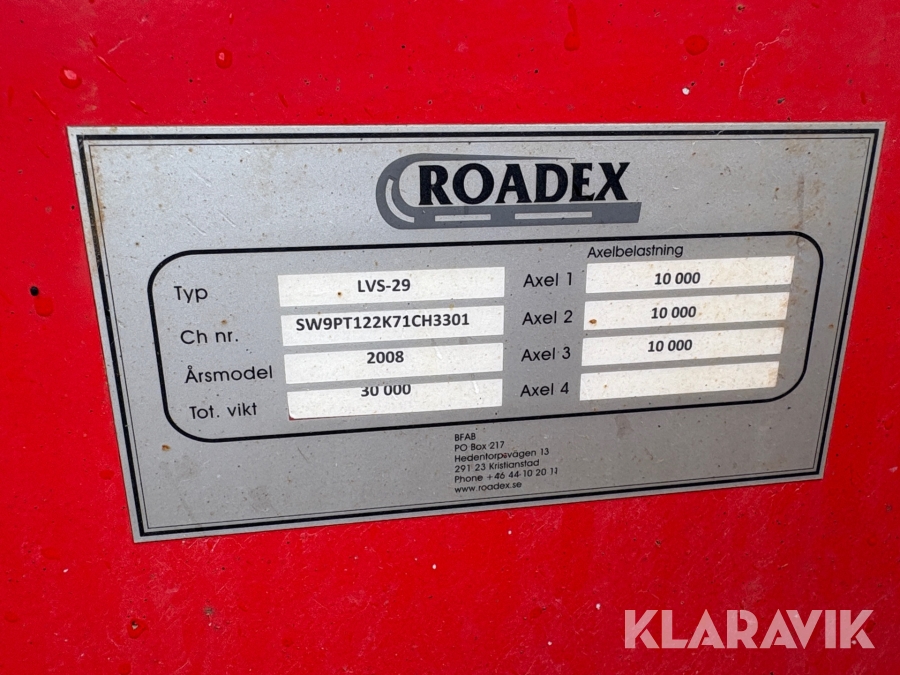 ROADEX
Axelbelastning
Typ LVS-29 Axel 1 10 000
Ch nr. SW9PT122K71CH3301 Axel 2 10 000
Årsmodel 2008 Axel 3 10 000
Tot. vikt 30 000 Axel 4
BFAB
PO Box 217
Hedentorpsvägen 13
291 23 Kristianstad
Phone +46 44-10 20 11
www.roadex.se
KLARAVIK